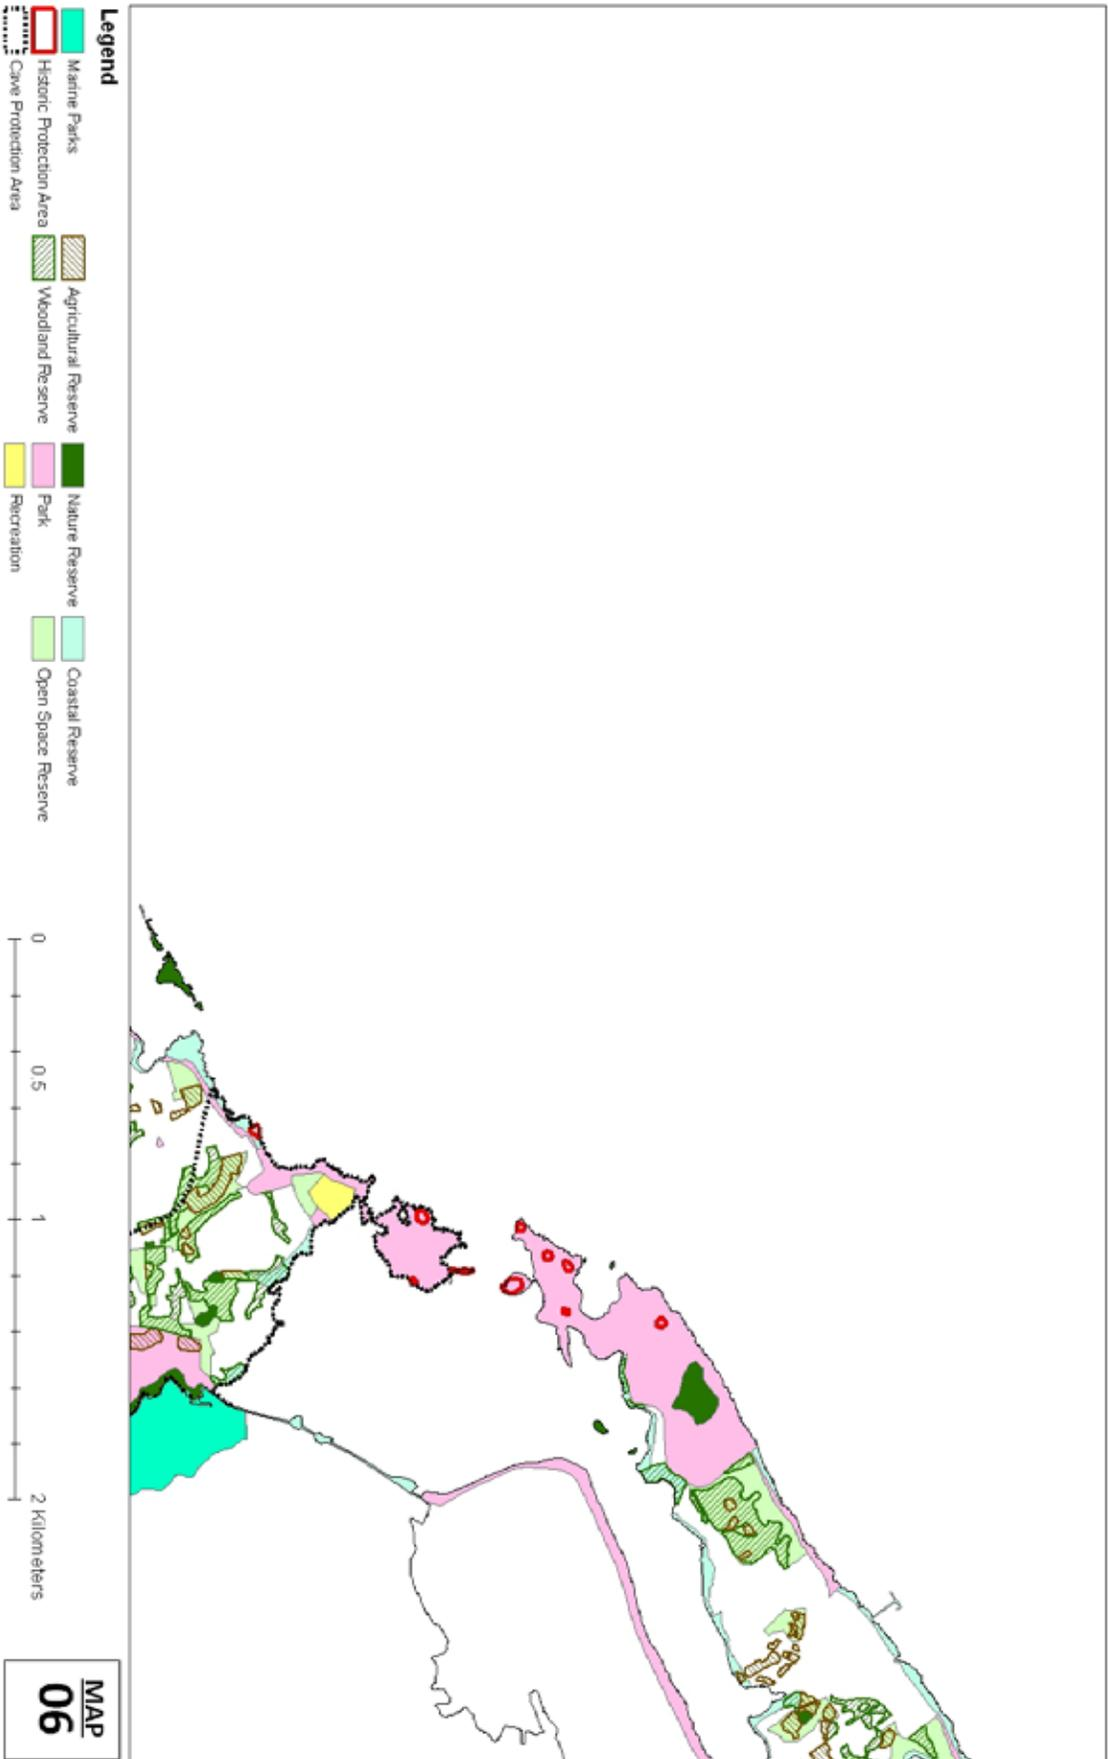 Legend
Marine Parks
Agricultural Reserve
Nature Reserve
Coastal Reserve
Historic Protection Area
Woodland Reserve
Park
Open Space Reserve
Cave Protection Area
Recreation
0 0.5 1 2 Kilometers
MAP
06